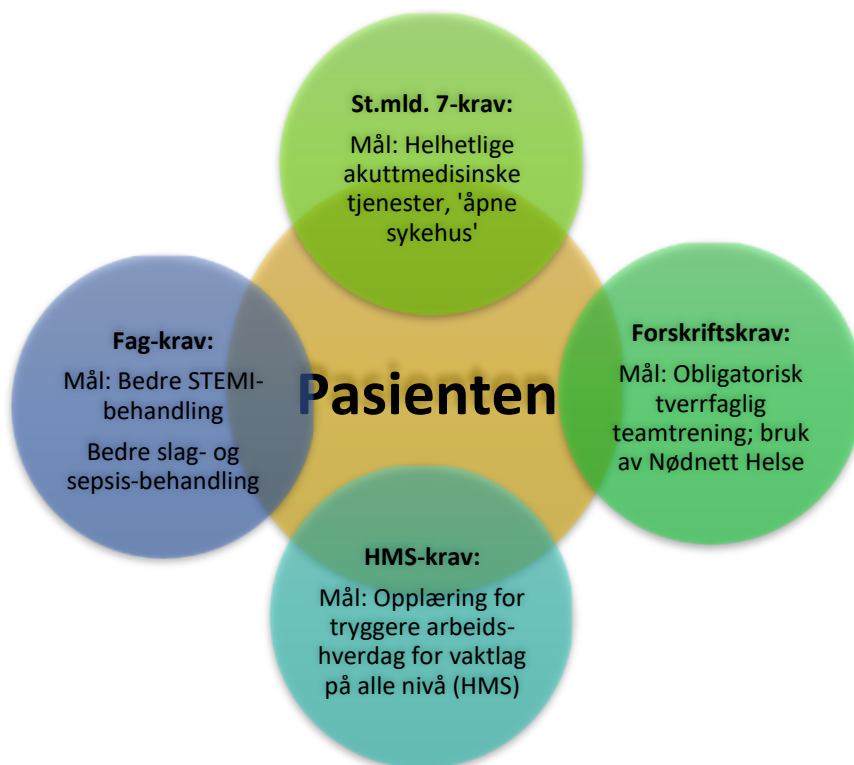 St.mld. 7-krav:
Mål: Helhetlige
akuttmedisinske
tjenester, 'åpne
sykehus'
Fag-krav:
Mål: Bedre STEMI-
behandling
Bedre slag- og
sepsis-behandling
Pasienten
Forskriftskrav:
Mål: Obligatorisk
tverrfaglig
teamtrening; bruk
av Nødnett Helse
HMS-krav:
Mål: Opplæring for
tryggere arbeids-
hverdag for vaktlag
på alle nivå (HMS)